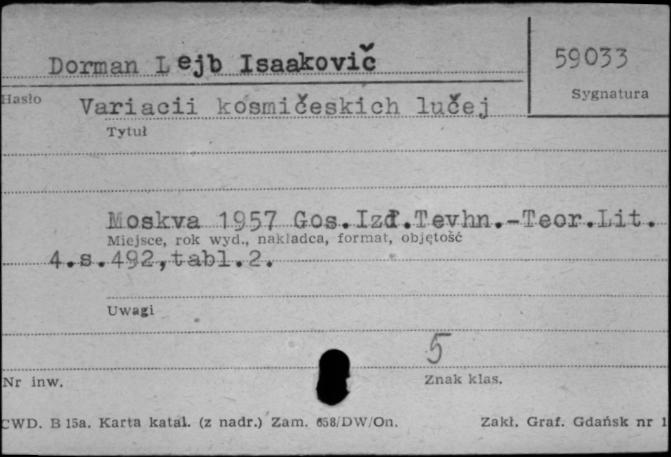 Dorman Lejb Isaakovič
59033
Hasło
Sygnatura
Variacii kosmičeskich lučej
Tytuł
Moskva 1957 Gos.Izd.Tevhn.-Teor.Lit.
Miejsce, rok wyd., nakładca, format, objętość
4.s.492,tabl.2.
Uwagi
5
Nr inw.
Znak klas.
CWD. B 15a. Karta katal. (z nadr.) Zam. 658/DW/On.
Zakł. Graf. Gdańsk nr 1